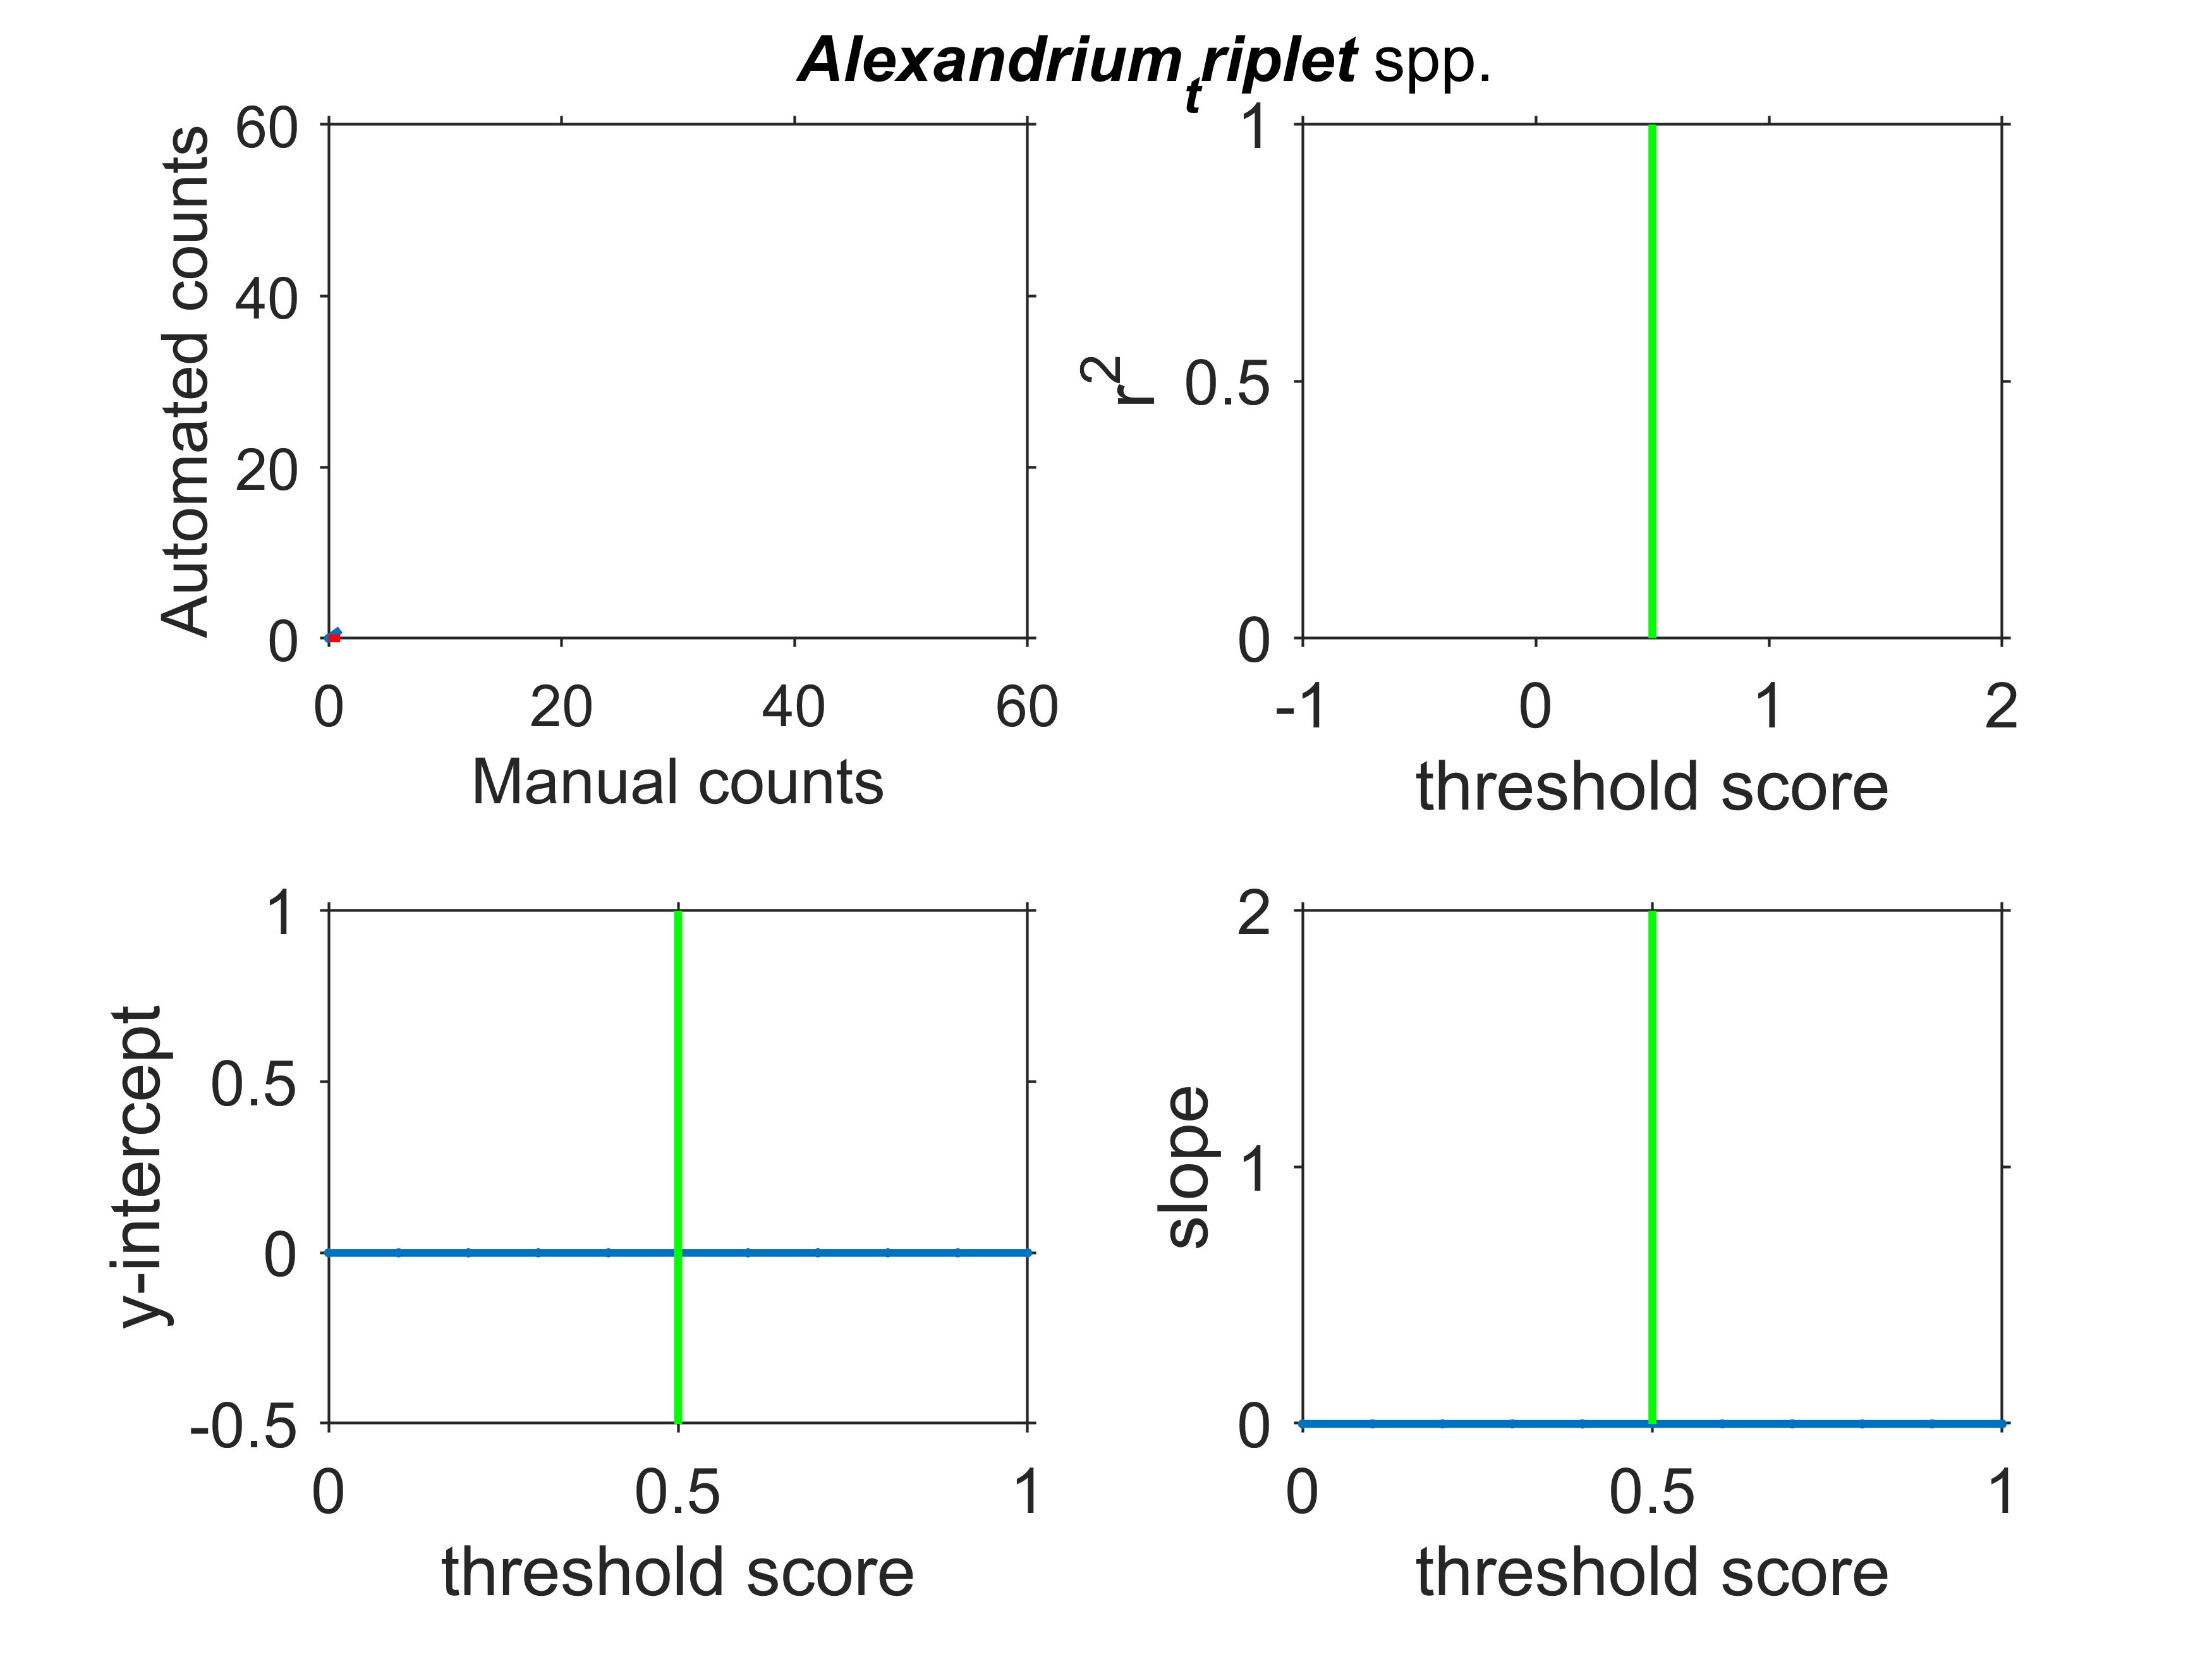 Alexandrium_triplet spp.
Automated counts
60
40
20
0
0 20 40 60
Manual counts
r^2
1
0.5
0
-1 0 1 2
threshold score
y-intercept
1
0.5
0
-0.5
0 0.5 1
threshold score
slope
2
1
0
0 0.5 1
threshold score